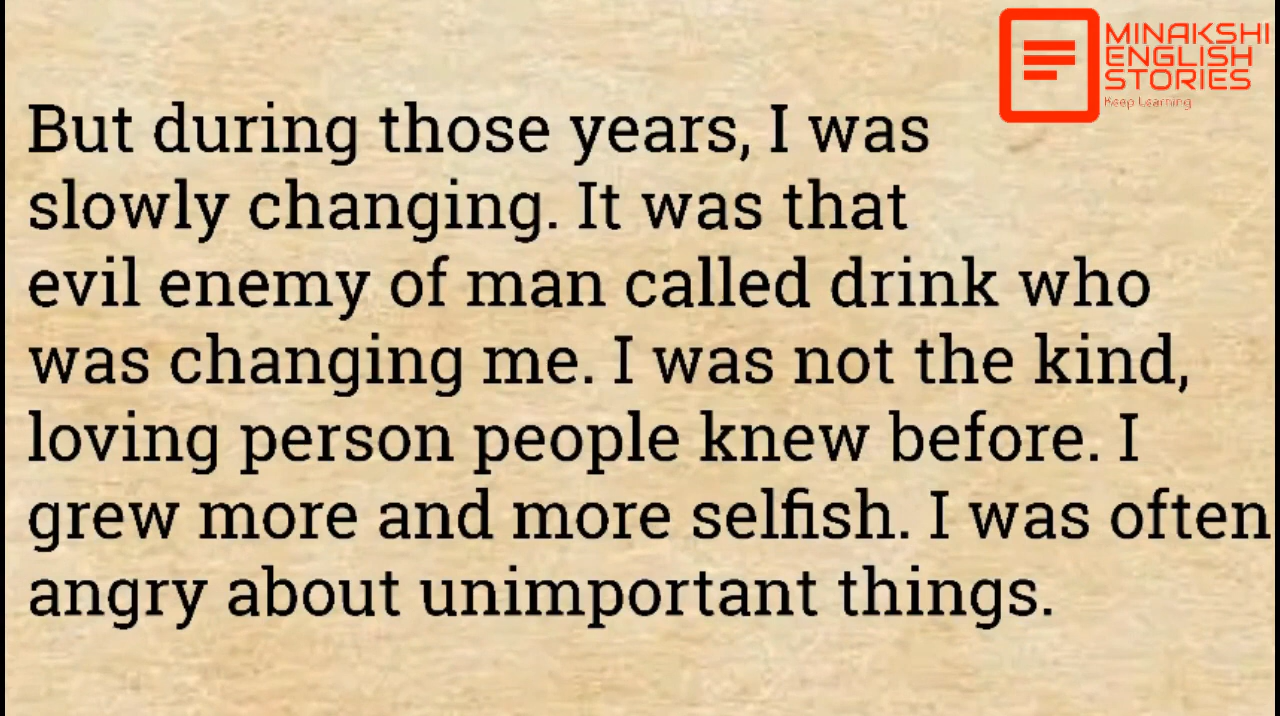 MINAKSHI
ENGLISH
STORIES
Keep Learning
But during those years, I was
slowly changing. It was that
evil enemy of man called drink who
was changing me. I was not the kind,
loving person people knew before. I
grew more and more selfish. I was often
angry about unimportant things.